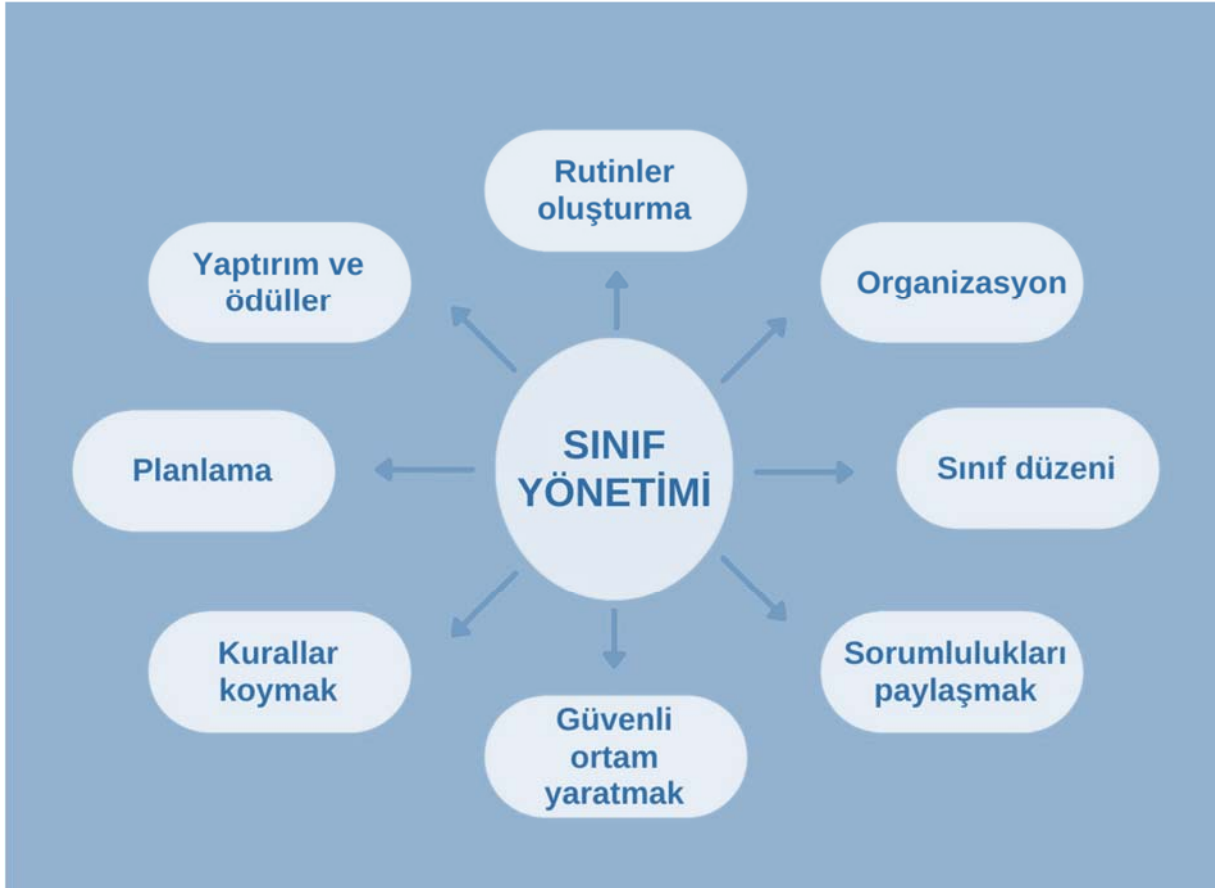 Rutinler
oluşturma
Yaptırım ve
ödüller
Organizasyon
SINIF
YÖNETİMİ
Planlama
Sınıf düzeni
Kurallar
koymak
Sorumlulukları
paylaşmak
Güvenli
ortam
yaratmak